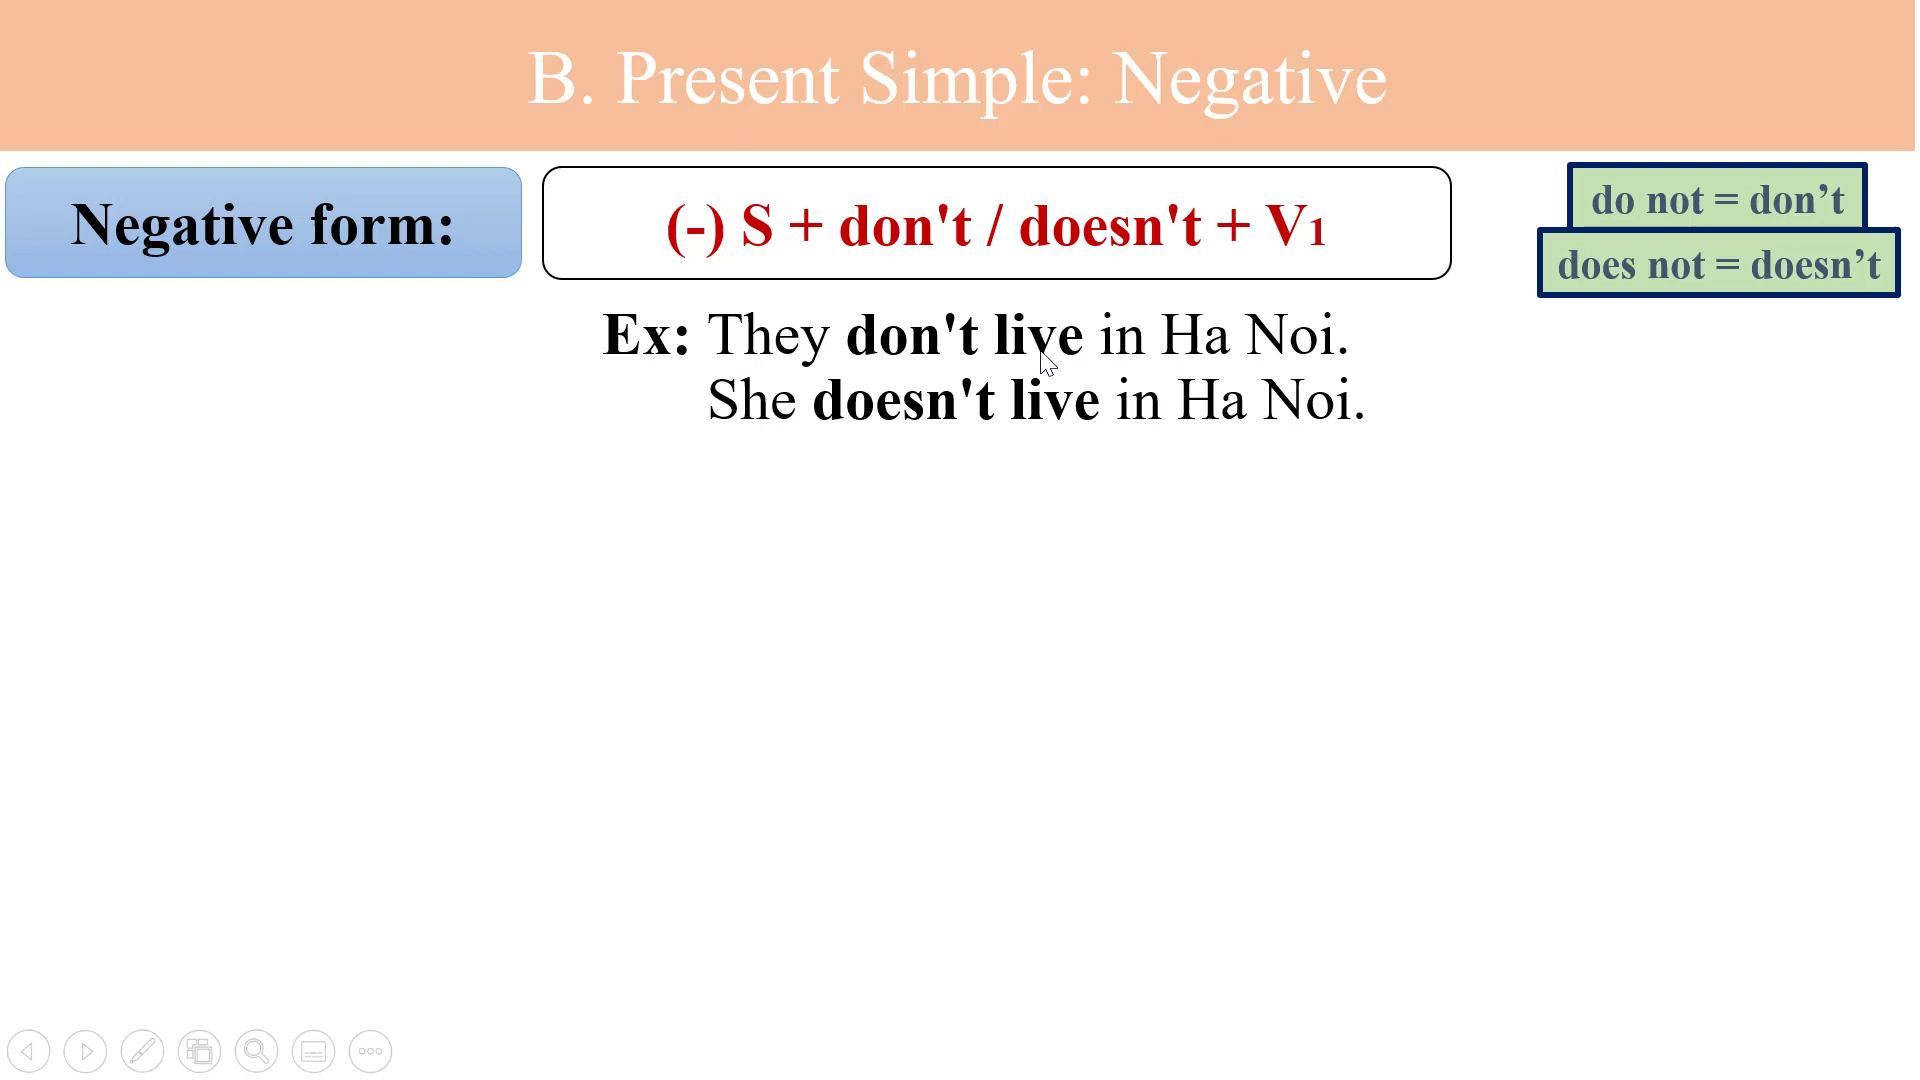 B. Present Simple: Negative
Negative form:
(-) S + don't / doesn't + V1
do not = don’t
does not = doesn’t
Ex: They don't live in Ha Noi.
She doesn't live in Ha Noi.